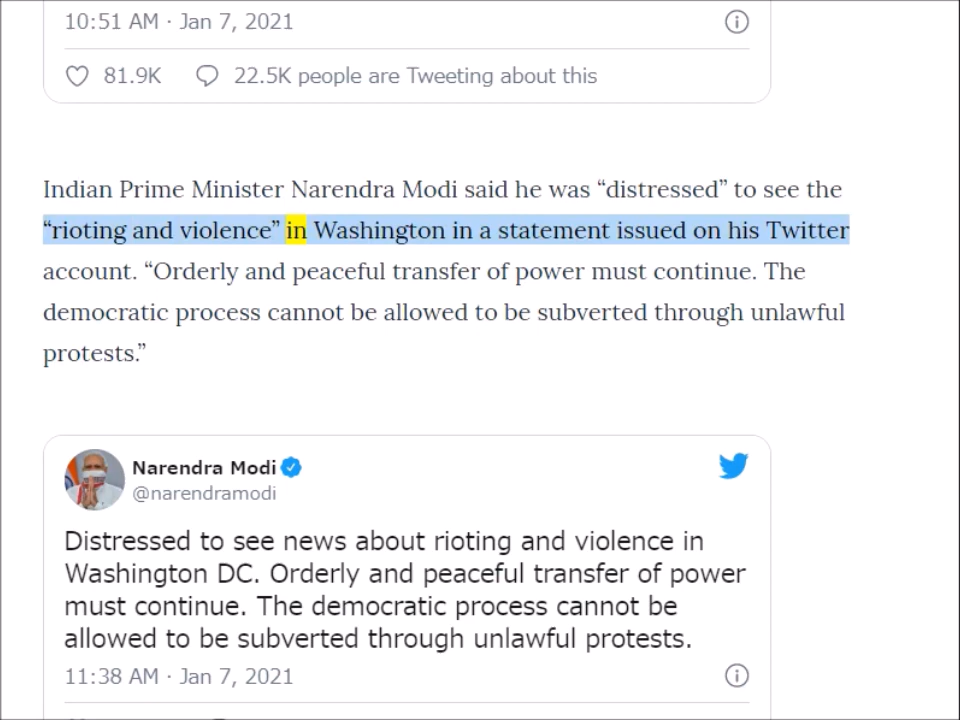 10:51 AM · Jan 7, 2021
81.9K 22.5K people are Tweeting about this
Indian Prime Minister Narendra Modi said he was “distressed” to see the
“rioting and violence” in Washington in a statement issued on his Twitter
account. “Orderly and peaceful transfer of power must continue. The
democratic process cannot be allowed to be subverted through unlawful
protests.”
Narendra Modi
@narendramodi
Distressed to see news about rioting and violence in
Washington DC. Orderly and peaceful transfer of power
must continue. The democratic process cannot be
allowed to be subverted through unlawful protests.
11:38 AM · Jan 7, 2021